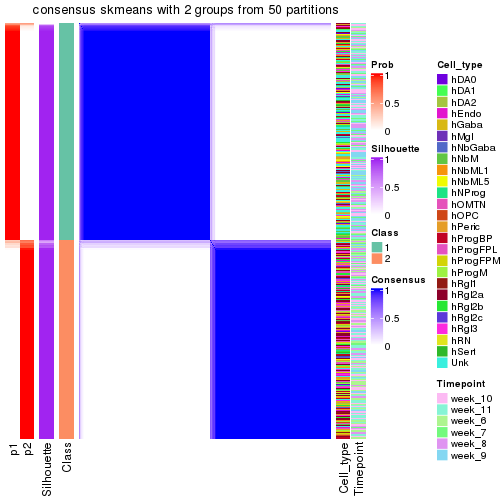 consensus skmeans with 2 groups from 50 partitions
p1
p2
Silhouette
Class
Cell_type
Timepoint
Prob
1
0.5
0
Silhouette
1
0.5
0
Class
1
2
Consensus
1
0.5
0
Cell_type
hDA0
hDA1
hDA2
hEndo
hGaba
hMgl
hNbGaba
hNbM
hNbML1
hNbML5
hNProg
hOMTN
hOPC
hPeric
hProgBP
hProgFPL
hProgFPM
hProgM
hRgl1
hRgl2a
hRgl2b
hRgl2c
hRgl3
hRN
hSert
Unk
Timepoint
week_10
week_11
week_6
week_7
week_8
week_9